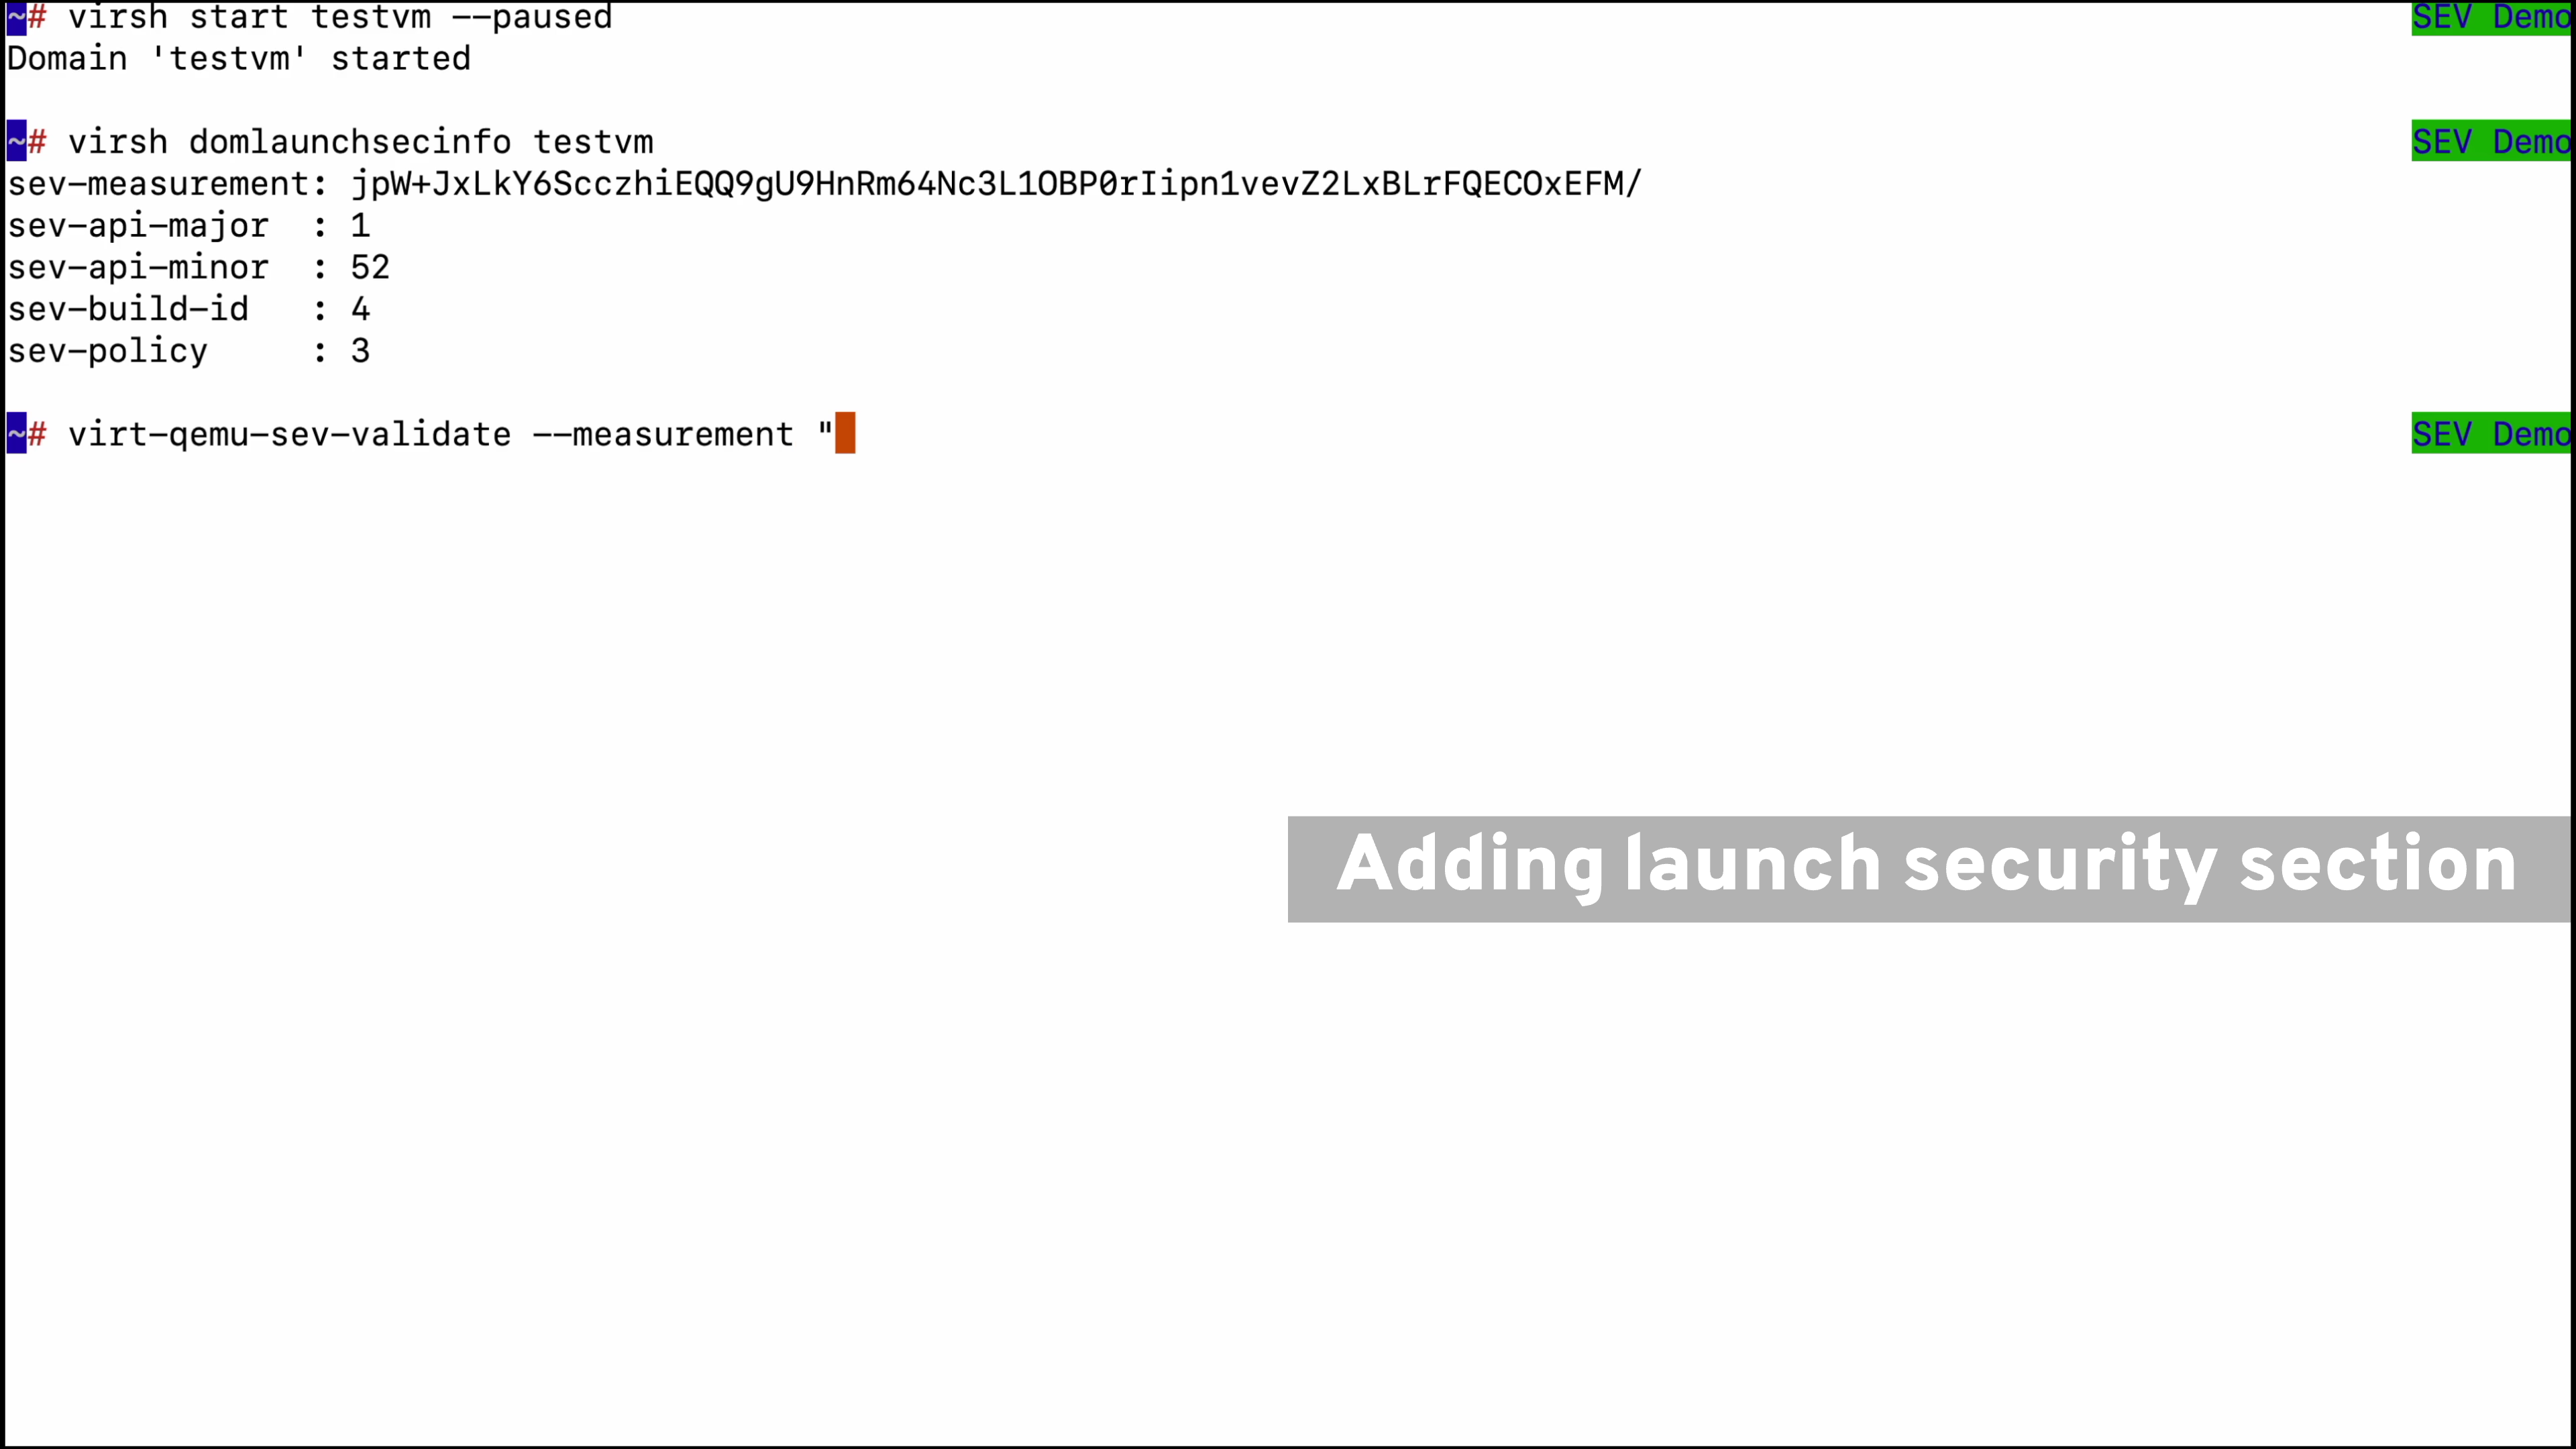 ~# virsh start testvm --paused SEV Demo
Domain 'testvm' started
~# virsh domlaunchsecinfo testvm SEV Demo
sev-measurement: jpW+JxLkY6ScczhiEQQ9gU9HnRm64Nc3L1OBP0rIipn1vevZ2LxBLrFQECOxEFM/
sev-api-major : 1
sev-api-minor : 52
sev-build-id : 4
sev-policy : 3
~# virt-qemu-sev-validate --measurement " SEV Demo
Adding launch security section